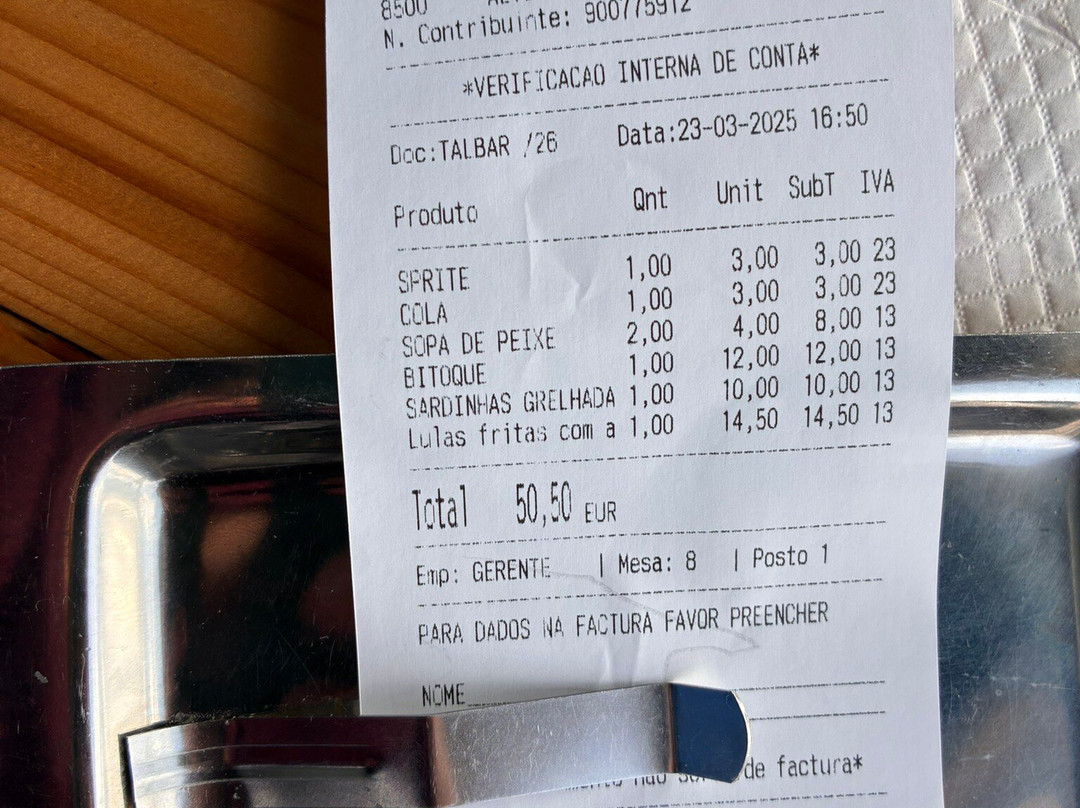 8500
N. Contribuinte: 900775912
*VERIFICACAO INTERNA DE CONTA*
Doc:TALBAR /26 Data:23-03-2025 16:50
Produto Qnt Unit SubT IVA
SPRITE 1,00 3,00 3,00 23
COLA 1,00 3,00 3,00 23
SOPA DE PEIXE 2,00 4,00 8,00 13
BITOQUE 1,00 12,00 12,00 13
SARDINHAS GRELHADA 1,00 10,00 10,00 13
Lulas fritas com a 1,00 14,50 14,50 13
Total 50,50 EUR
Emp: GERENTE | Mesa: 8 | Posto 1
PARA DADOS NA FACTURA FAVOR PREENCHER
NOME
de factura*